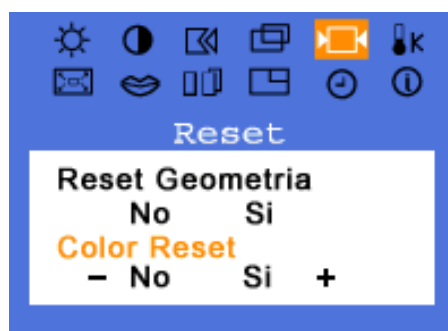 K
Reset
Reset Geometria
No Si
Color Reset
- No Si +